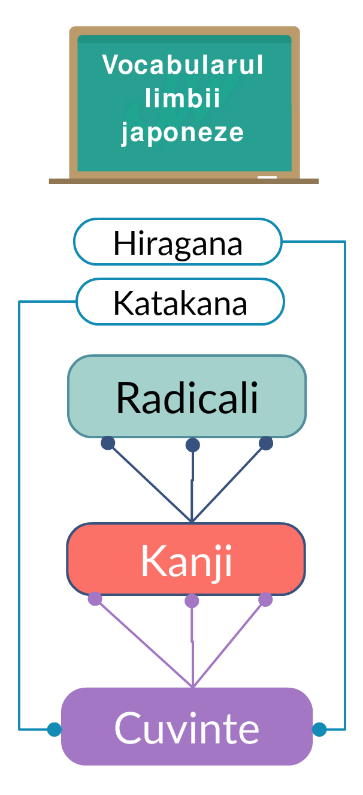 Vocabularul
limbii
japoneze
Hiragana
Katakana
Radicali
Kanji
Cuvinte